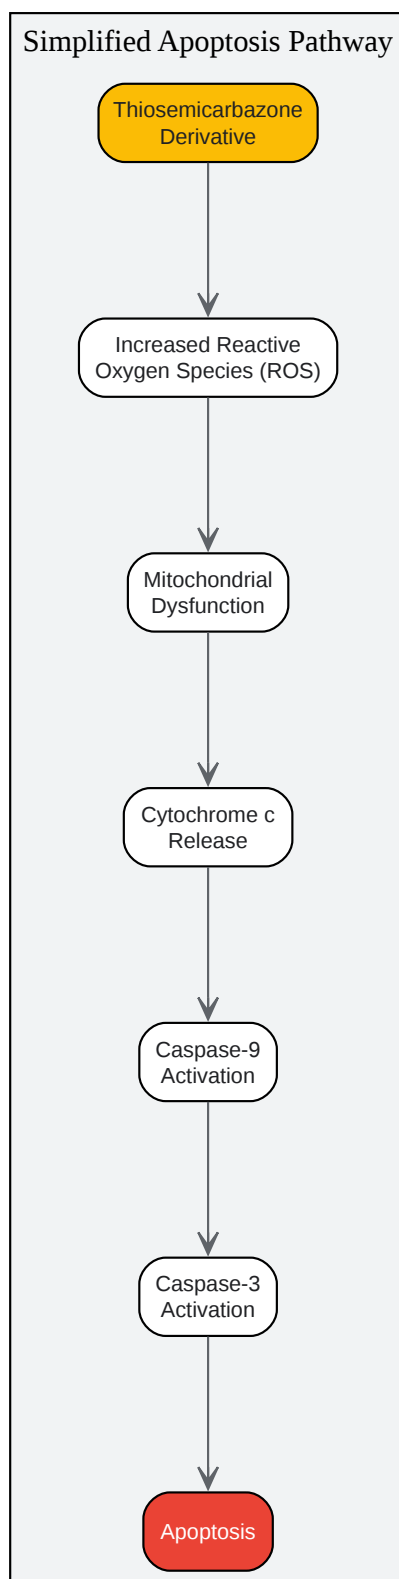 Simplified Apoptosis Pathway
Thiosemicarbazone
Derivative
Increased Reactive
Oxygen Species (ROS)
Mitochondrial
Dysfunction
Cytochrome c
Release
Caspase-9
Activation
Caspase-3
Activation
Apoptosis